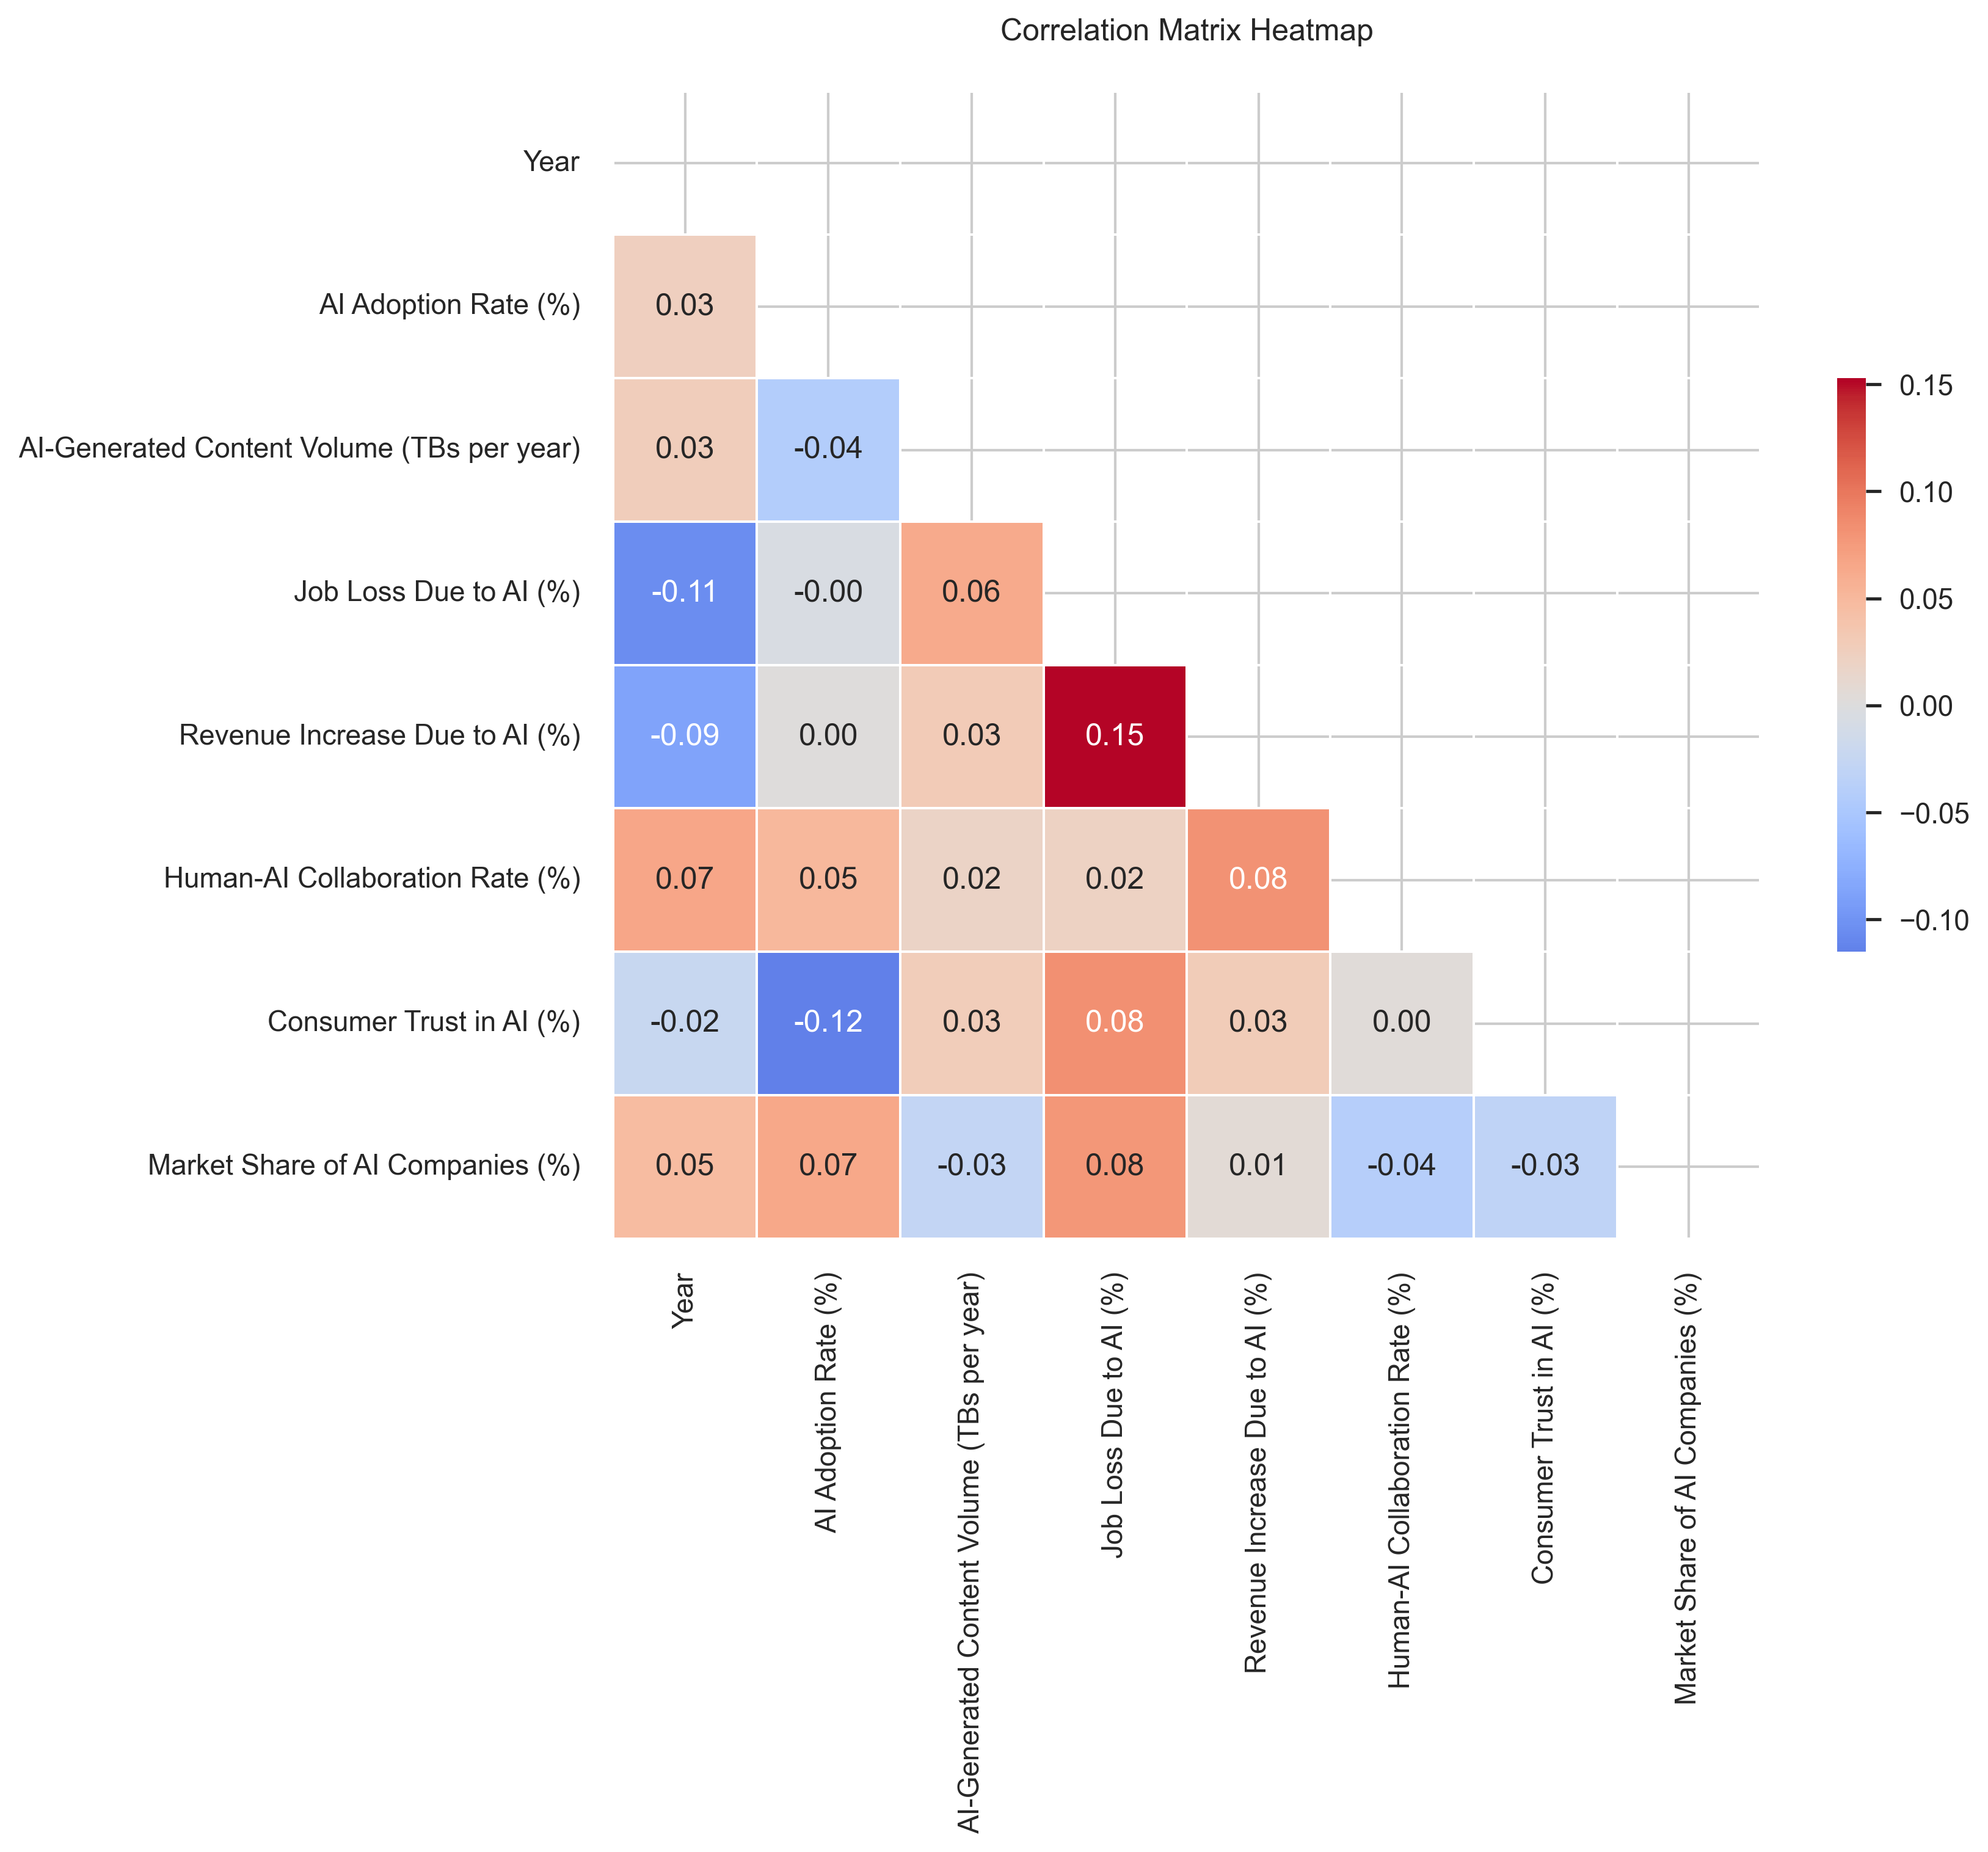 Correlation Matrix Heatmap
Year
AI Adoption Rate (%)
0.03
AI-Generated Content Volume (TBs per year)
0.03 -0.04
Job Loss Due to AI (%)
-0.11 -0.00 0.06
Revenue Increase Due to AI (%)
-0.09 0.00 0.03 0.15
Human-AI Collaboration Rate (%)
0.07 0.05 0.02 0.02 0.08
Consumer Trust in AI (%)
-0.02 -0.12 0.03 0.08 0.03 0.00
Market Share of AI Companies (%)
0.05 0.07 -0.03 0.08 0.01 -0.04 -0.03
Year
AI Adoption Rate (%)
AI-Generated Content Volume (TBs per year)
Job Loss Due to AI (%)
Revenue Increase Due to AI (%)
Human-AI Collaboration Rate (%)
Consumer Trust in AI (%)
Market Share of AI Companies (%)
0.15
0.10
0.05
0.00
−0.05
−0.10